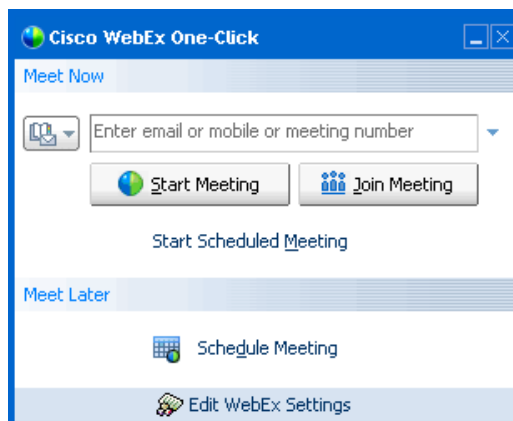 Cisco WebEx One-Click
Meet Now
Enter email or mobile or meeting number
Start Meeting
Join Meeting
Start Scheduled Meeting
Meet Later
Schedule Meeting
Edit WebEx Settings